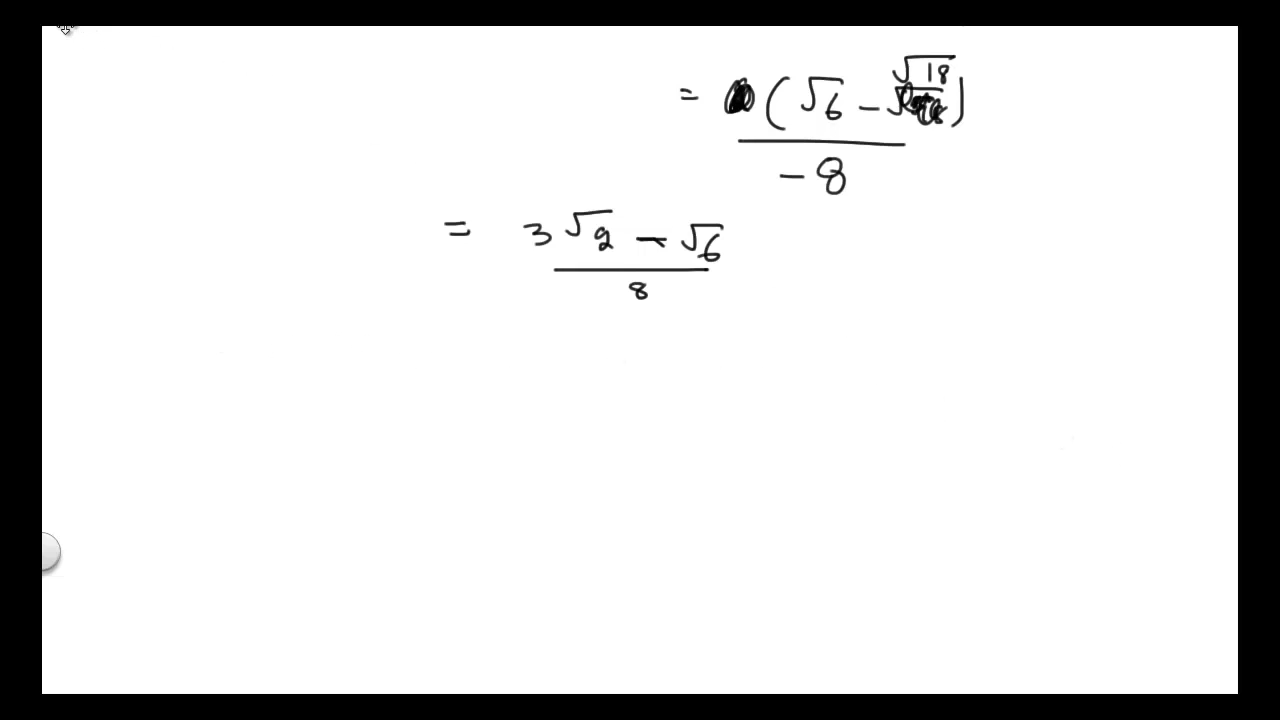 = (√6 − √18)
−8
= 3√2 − √6
8